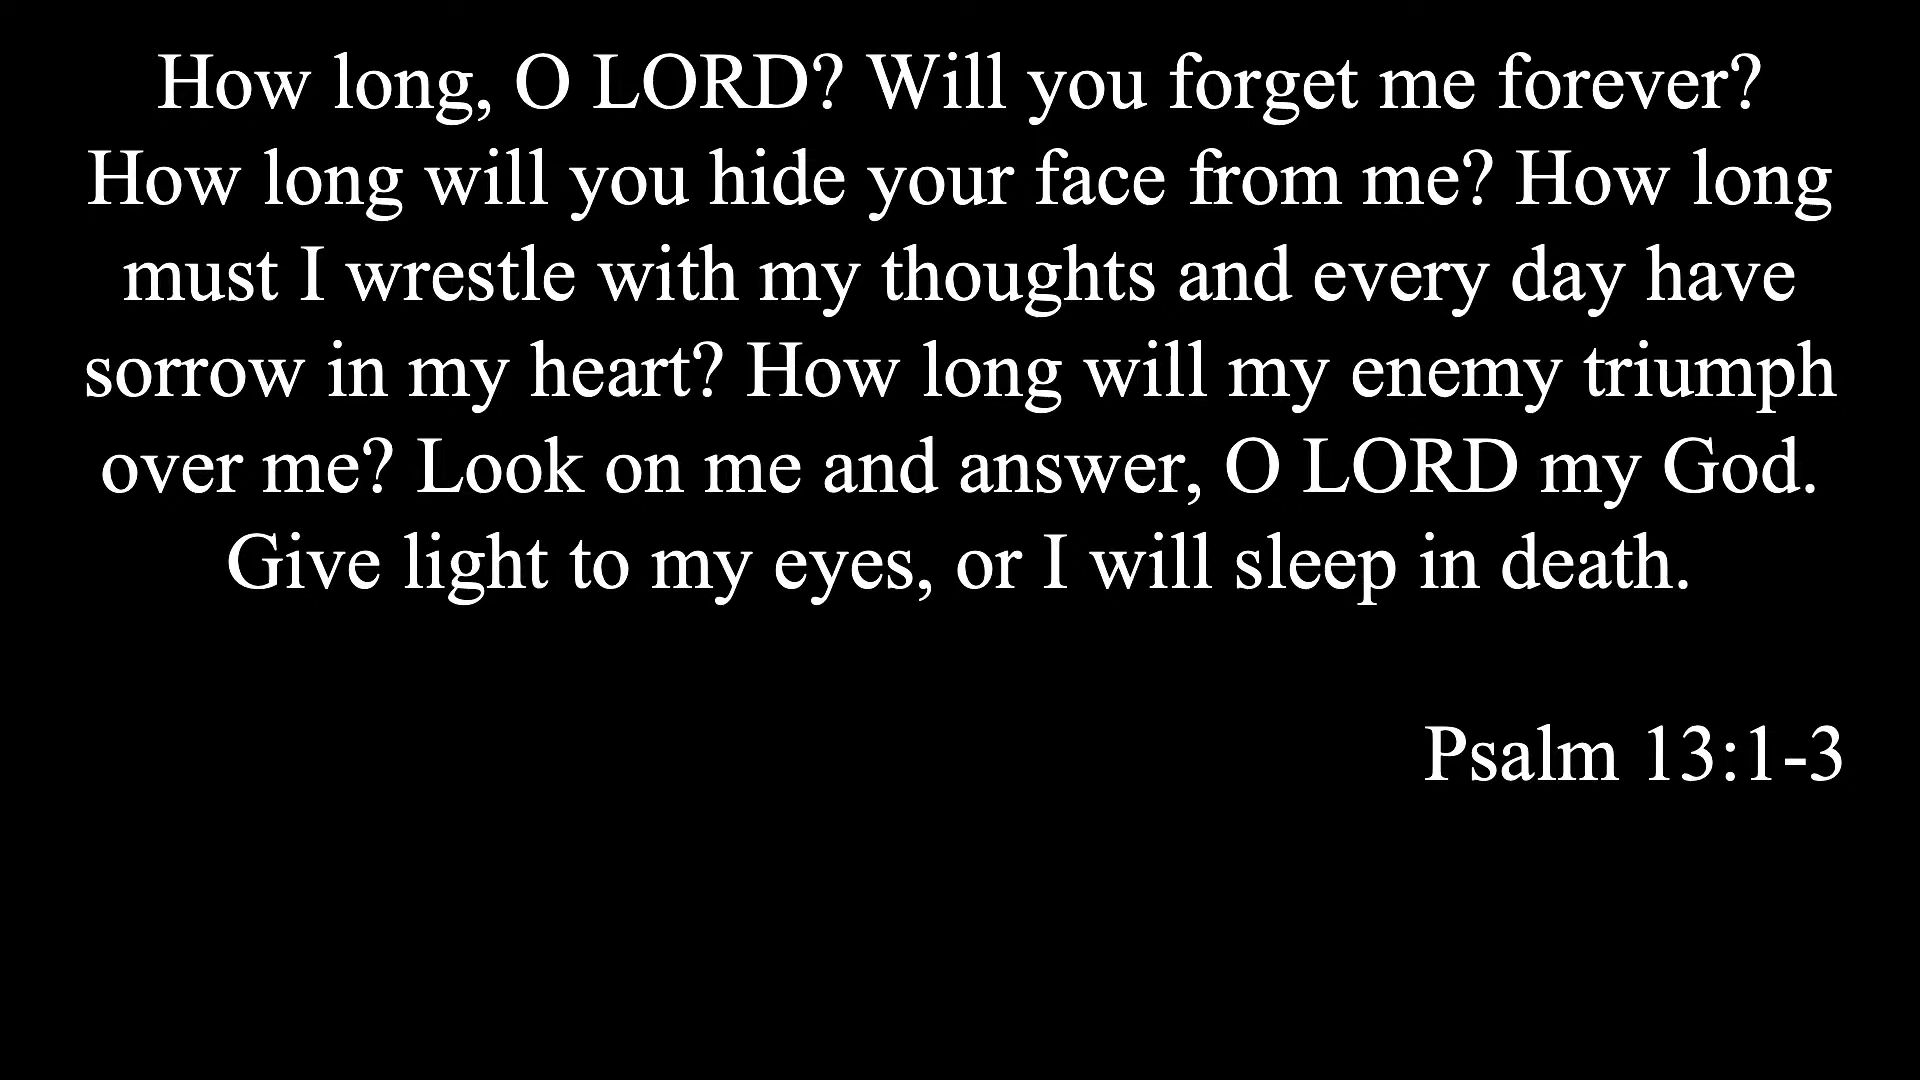 How long, O LORD? Will you forget me forever?
How long will you hide your face from me? How long
must I wrestle with my thoughts and every day have
sorrow in my heart? How long will my enemy triumph
over me? Look on me and answer, O LORD my God.
Give light to my eyes, or I will sleep in death.
Psalm 13:1-3